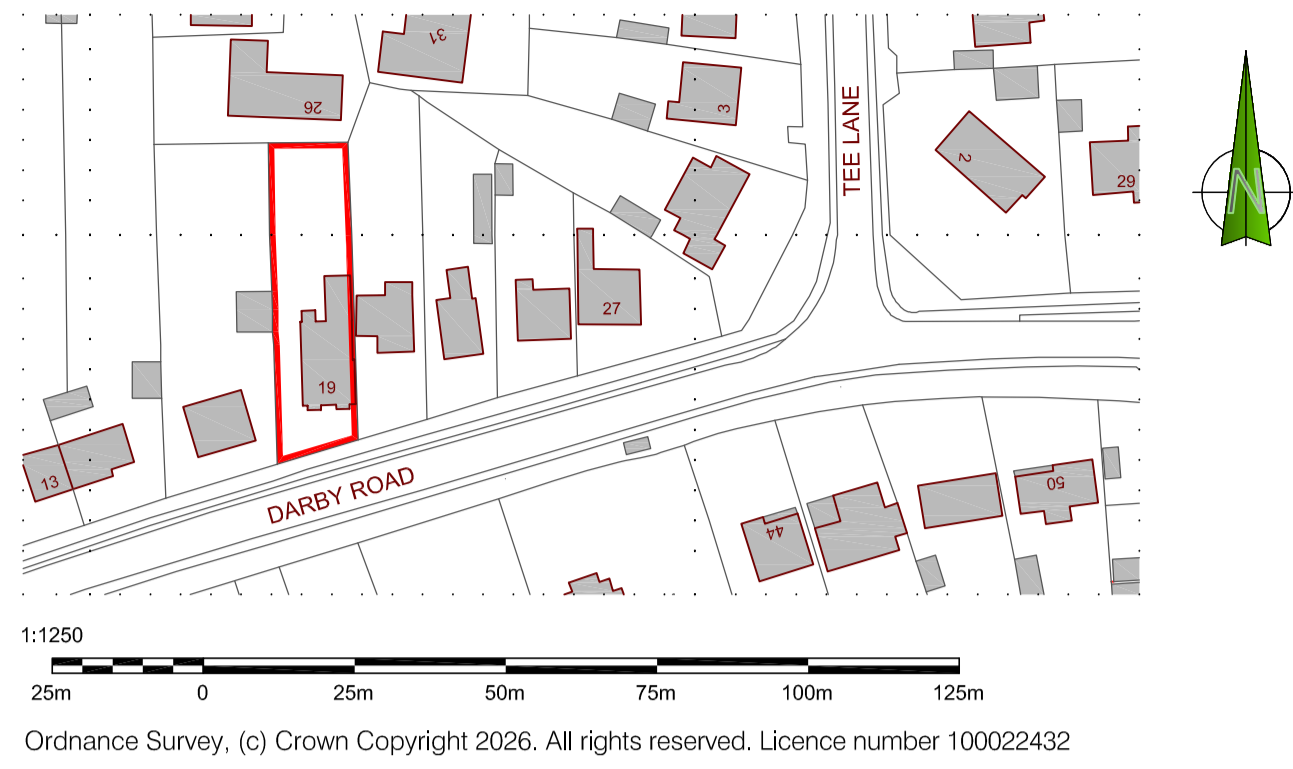 31
26
3
TEE LANE
2
29
N
27
19
13
DARBY ROAD
44
50
1:1250
25m 0 25m 50m 75m 100m 125m
Ordnance Survey, (c) Crown Copyright 2026. All rights reserved. Licence number 100022432